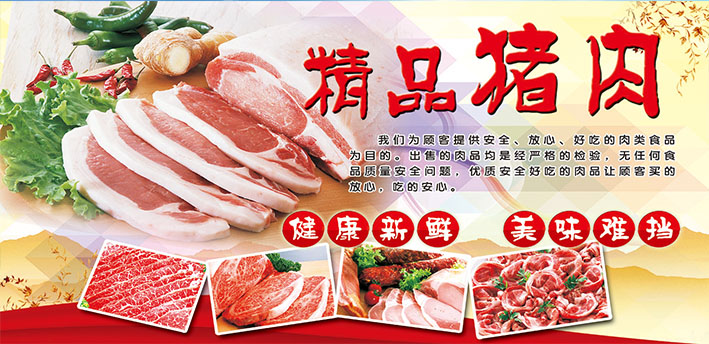 精品猪肉
我们为顾客提供安全、放心、好吃的肉类食品
为目的。出售的肉品均是经严格的检验，无任何食
品质量安全问题，优质安全好吃的肉品让顾客买的
放心，吃的安心。
健康新鲜 美味难挡